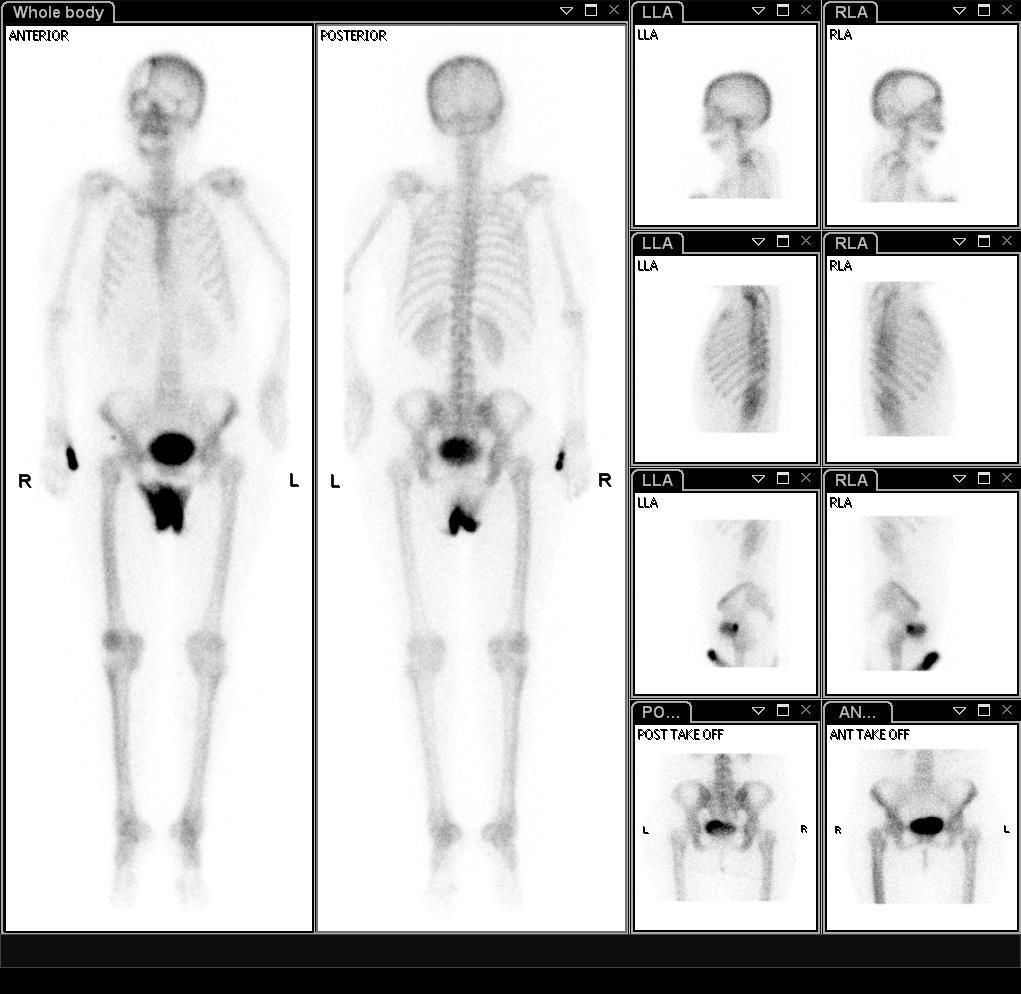 Whole body
ANTERIOR
R
L
POSTERIOR
L
R
LLA
LLA
RLA
RLA
LLA
LLA
RLA
RLA
LLA
LLA
RLA
RLA
PO...
POST TAKE OFF
L
R
AN...
ANT TAKE OFF
R
L